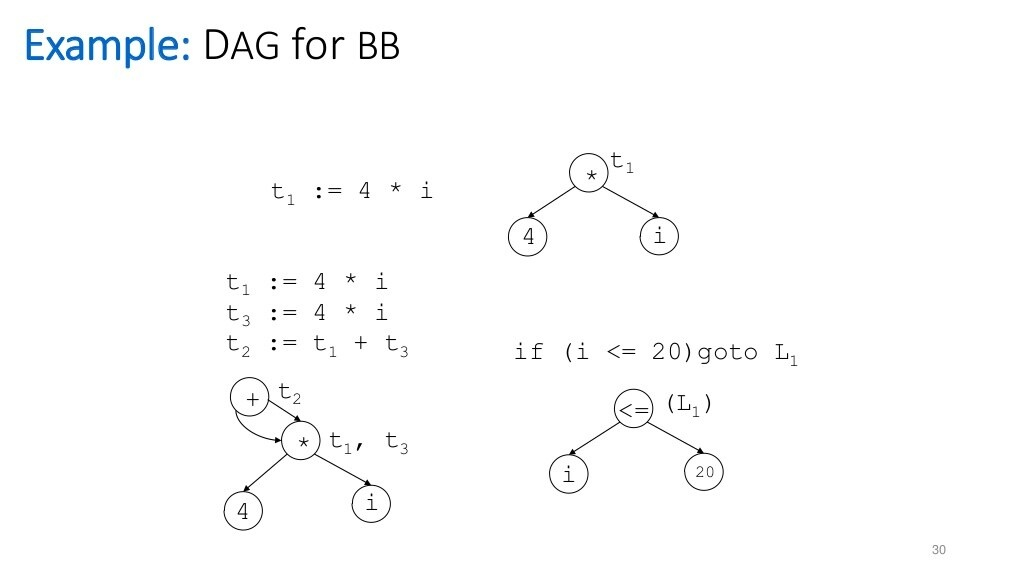 Example: DAG for BB
t₁ := 4 * i
* t₁
4 i
t₁ := 4 * i
t₃ := 4 * i
t₂ := t₁ + t₃
+ t₂
* t₁, t₃
4 i
if (i <= 20)goto L₁
<= (L₁)
i 20
30